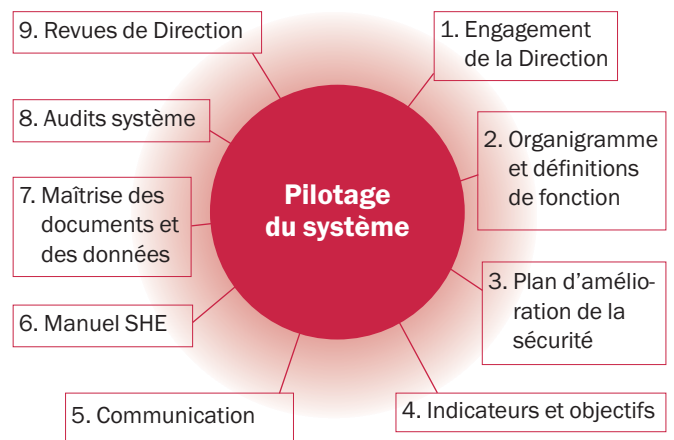 Pilotage
du système
1. Engagement
de la Direction
2. Organigramme
et définitions
de fonction
3. Plan d’amélio-
ration de la
sécurité
4. Indicateurs et objectifs
5. Communication
6. Manuel SHE
7. Maîtrise des
documents et
des données
8. Audits système
9. Revues de Direction